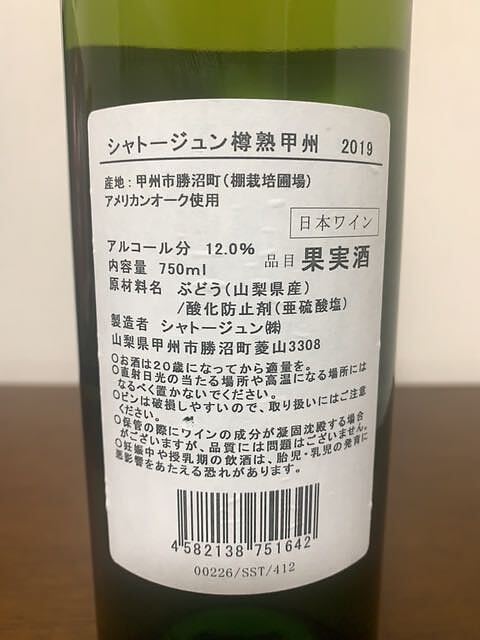 シャトージュン樽熟甲州 2019
産地:甲州市勝沼町(棚栽培圃場)
アメリカンオーク使用
日本ワイン
アルコール分 12.0%
品目 果実酒
内容量 750ml
原材料名 ぶどう(山梨県産)
/酸化防止剤(亜硫酸塩)
製造者 シャトージュン㈱
山梨県甲州市勝沼町菱山3308
○お酒は20歳になってから適量を。
○直射日光の当たる場所や高温になる場所には
なるべく置かないでください。
○ビンは破損しやすいので、取り扱いにはご注意
ください。
○保管の際にワインの成分が凝固沈殿する場合
がございますが、品質には問題はございません。
○妊娠中や授乳期の飲酒は、胎児・乳児の発育に
悪影響をあたえる恐れがあります。
4 582138 751642
00226/SST/412